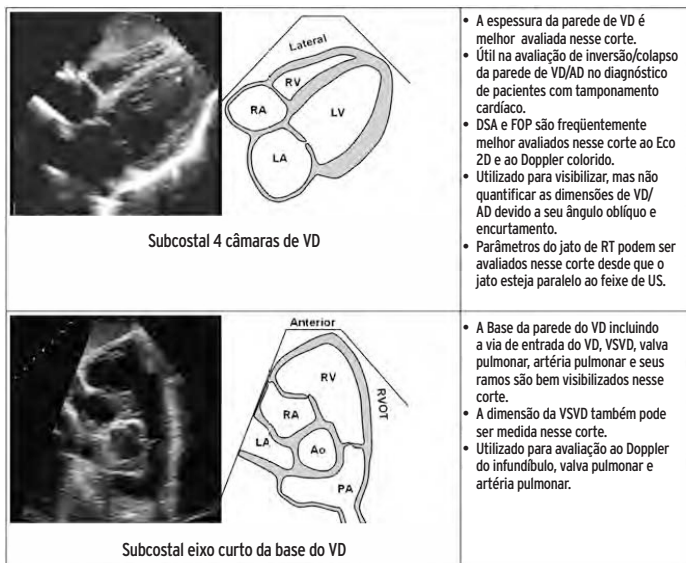 Lateral
RV
RA
LV
LA
Subcostal 4 câmaras de VD
• A espessura da parede de VD é
melhor avaliada nesse corte.
• Útil na avaliação de inversão/colapso
da parede de VD/AD no diagnóstico
de pacientes com tamponamento
cardíaco.
• DSA e FOP são freqüentemente
melhor avaliados nesse corte ao Eco
2D e ao Doppler colorido.
• Utilizado para visibilizar, mas não
quantificar as dimensões de VD/
AD devido a seu ângulo oblíquo e
encurtamento.
• Parâmetros do jato de RT podem ser
avaliados nesse corte desde que o
jato esteja paralelo ao feixe de US.
Anterior
RV
RVOT
RA
LA
Ao
PA
Subcostal eixo curto da base do VD
• A Base da parede do VD incluindo
a via de entrada do VD, VSVD, valva
pulmonar, artéria pulmonar e seus
ramos são bem visibilizados nesse
corte.
• A dimensão da VSVD também pode
ser medida nesse corte.
• Utilizado para avaliação ao Doppler
do infundíbulo, valva pulmonar e
artéria pulmonar.